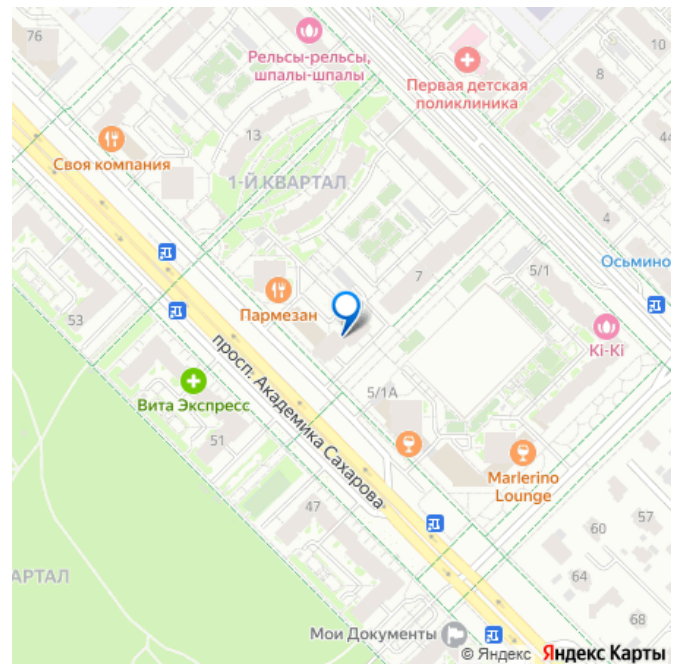 76
Рельсы-рельсы,
шпалы-шпалы
10
Первая детская
поликлиника
8
13
Своя компания
1-Й КВАРТАЛ
4
7
5/1
Осьмино
Пармезан
53
Ki-Ki
просп. Академика Сахарова
Вита Экспресс
5/1А
51
Marlerino
Lounge
47
57
60
64
АРТАЛ
68
Мои Документы
© Яндекс Яндекс Карты